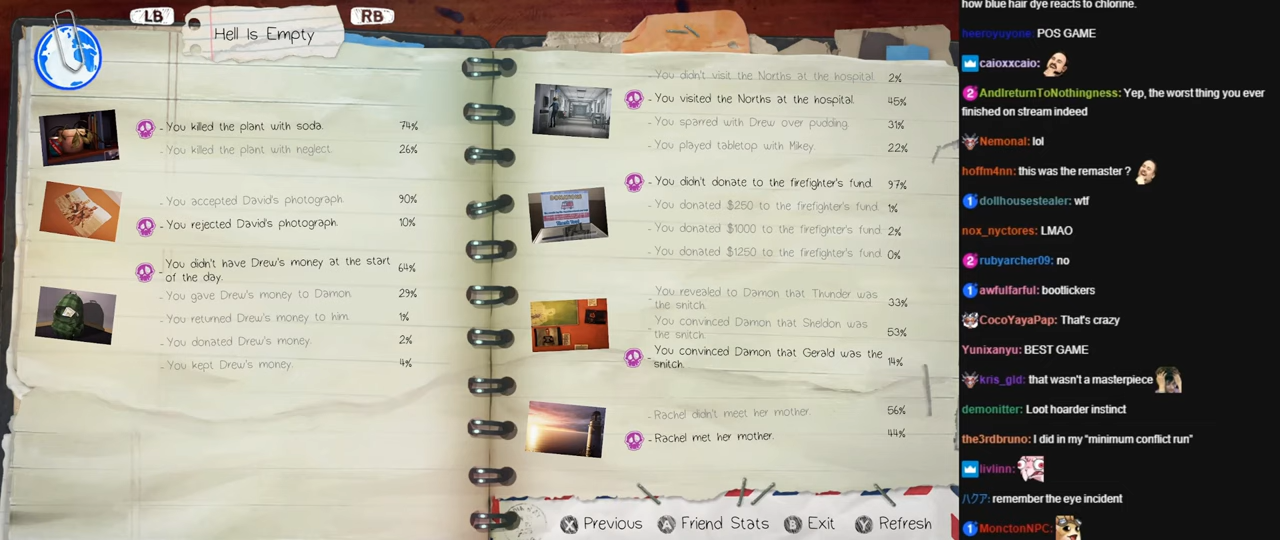 LB
Hell Is Empty
RB
- You killed the plant with soda. 74%
- You killed the plant with neglect. 26%
- You accepted David's photograph. 90%
- You rejected David's photograph. 10%
- You didn't have Drew's money at the start 64%
of the day.
- You gave Drew's money to Damon. 29%
- You returned Drew's money to him. 1%
- You donated Drew's money. 2%
- You kept Drew's money. 4%
- You didn't visit the Norths at the hospital. 2%
- You visited the Norths at the hospital. 45%
- You sparred with Drew over pudding. 31%
- You played tabletop with Mikey. 22%
- You didn't donate to the firefighter's fund. 97%
- You donated $250 to the firefighter's fund. 1%
- You donated $1000 to the firefighter's fund. 2%
- You donated $1250 to the firefighter's fund. 0%
- You revealed to Damon that Thunder was 33%
the snitch.
- You convinced Damon that Sheldon was 53%
the snitch.
- You convinced Damon that Gerald was the 14%
snitch.
- Rachel didn't meet her mother. 56%
- Rachel met her mother. 44%
X Previous A Friend Stats B Exit Y Refresh
how blue hair dye reacts to chlorine.
heeroyuyone: POS GAME
caioxxcaio:
2 AndIreturnToNothingness: Yep, the worst thing you ever
finished on stream indeed
Nemonal: lol
hoffm4nn: this was the remaster ?
1 dollhousestealer: wtf
nox_nyctores: LMAO
2 rubyarcher09: no
1 awfulfarful: bootlickers
CocoYayaPap: That's crazy
Yunixanyu: BEST GAME
kris_gld: that wasn't a masterpiece
demonitter: Loot hoarder instinct
the3rdbruno: I did in my "minimum conflict run"
livlinn:
ハクア: remember the eye incident
1 MonctonNPC: